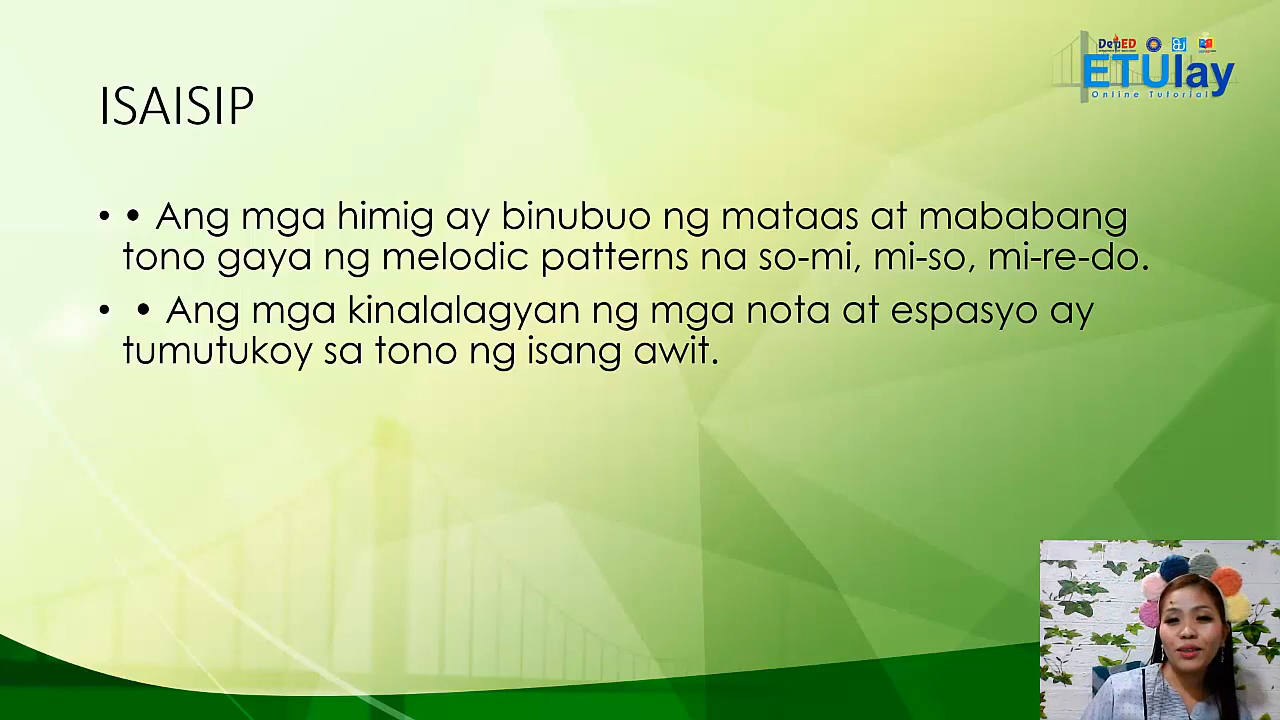 DepED
ETUlay
Online Tutorial
ISAISIP
• • Ang mga himig ay binubuo ng mataas at mababang
tono gaya ng melodic patterns na so-mi, mi-so, mi-re-do.
• • Ang mga kinalalagyan ng mga nota at espasyo ay
tumutukoy sa tono ng isang awit.